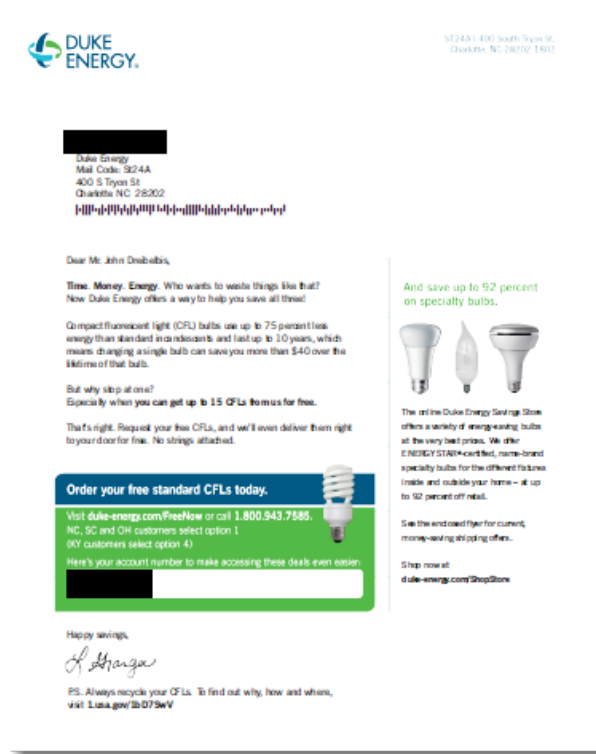 DUKE
ENERGY.
ST24A | 400 South Tryon St.
Charlotte, NC 28202-1802
Duke Energy
Mail Code: St24A
400 S Tryon St
Charlotte NC 28202
Dear Mr. John Dreibelbis,
Time. Money. Energy. Who wants to waste things like that?
Now Duke Energy offers a way to help you save all three!
Compact fluorescent light (CFL) bulbs use up to 75 percent less
energy than standard incandescents and last up to 10 years, which
means changing a single bulb can save you more than $40 over the
lifetime of that bulb.
But why stop at one?
Especially when you can get up to 15 CFLs from us for free.
That's right. Request your free CFLs, and we'll even deliver them right
to your door for free. No strings attached.
Order your free standard CFLs today.
Visit duke-energy.com/FreeNow or call 1.800.943.7585.
NC, SC and OH customers select option 1
(KY customers select option 4)
Here's your account number to make accessing these deals even easier:
Happy savings,
L Granger
P.S. Always recycle your CFLs. To find out why, how and where,
visit 1.usa.gov/1bD7SwV
And save up to 92 percent
on specialty bulbs.
The online Duke Energy Savings Store
offers a variety of energy-saving bulbs
at the very best prices. We offer
ENERGY STAR®-certified, name-brand
specialty bulbs for the different fixtures
inside and outside your home – at up
to 92 percent off retail.
See the enclosed flyer for current,
money-saving shipping offers.
Shop now at
duke-energy.com/ShopStore